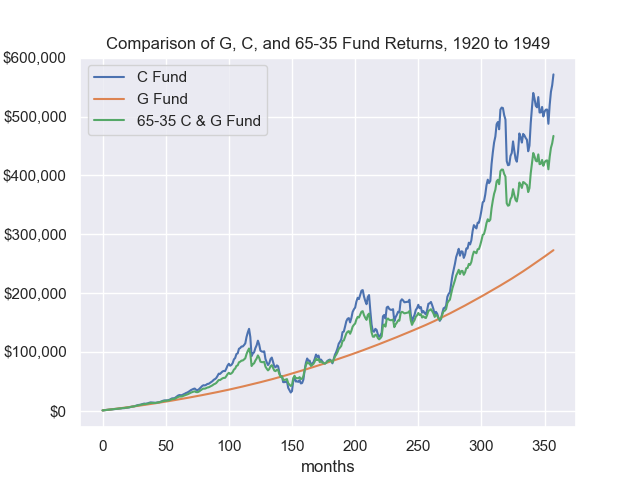 Comparison of G, C, and 65-35 Fund Returns, 1920 to 1949
$600,000
$500,000
$400,000
$300,000
$200,000
$100,000
$0
C Fund
G Fund
65-35 C & G Fund
0 50 100 150 200 250 300 350
months